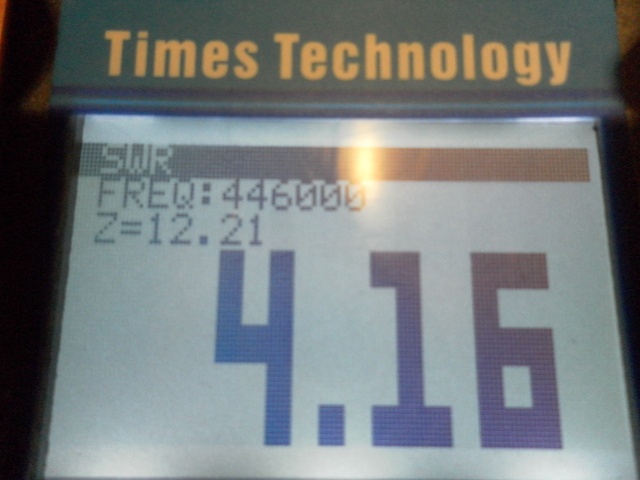 Times Technology
SWR
FREQ:446000
Z=12.21
4.16